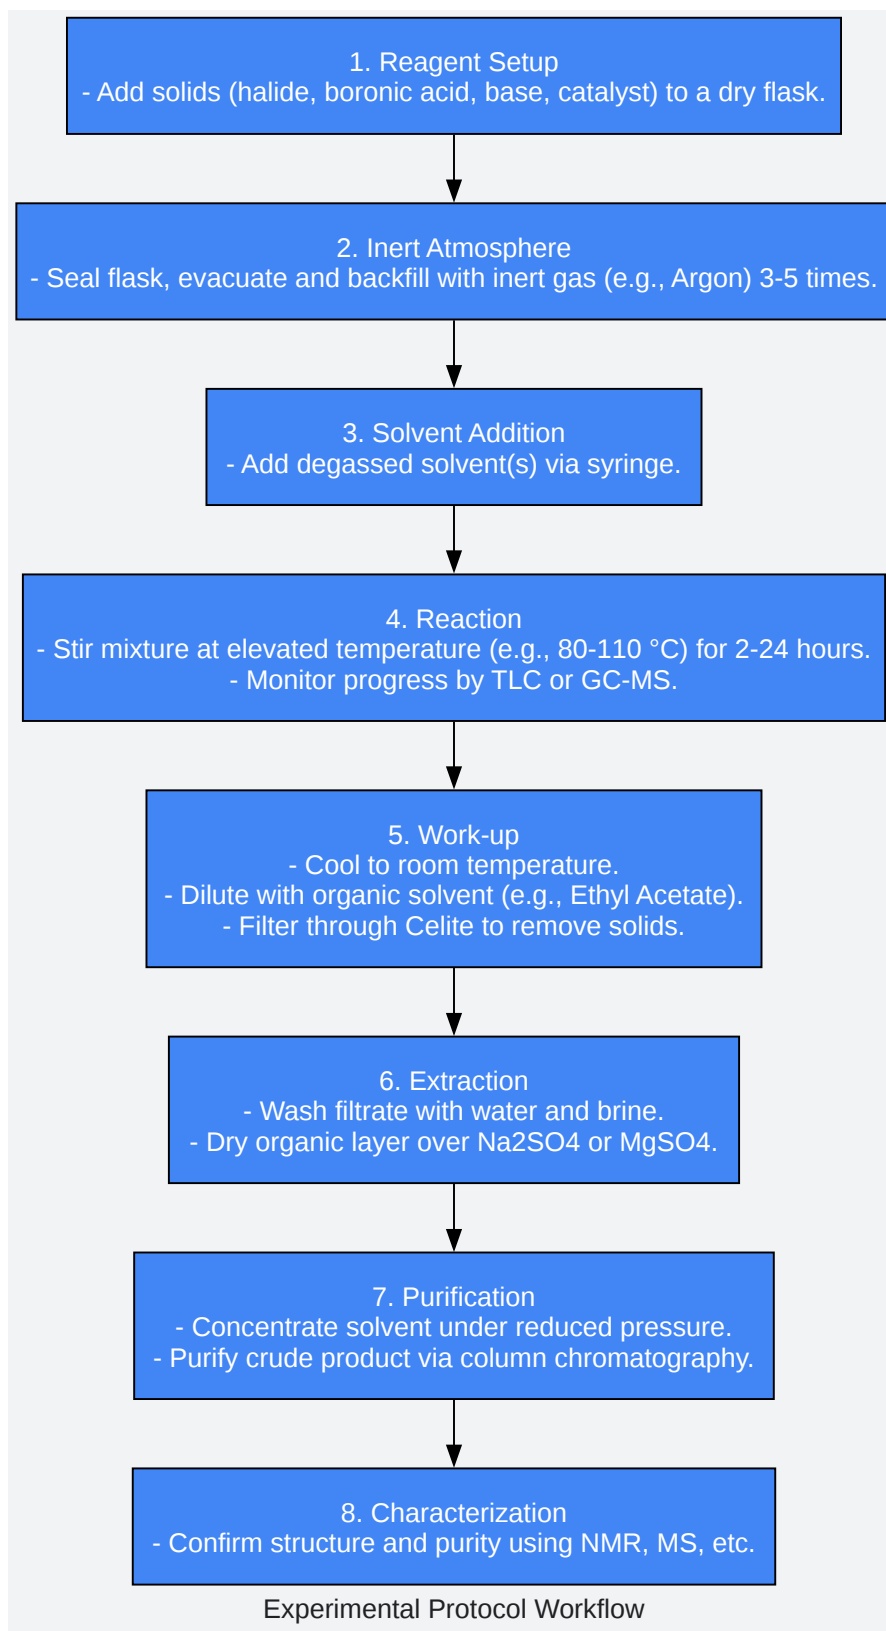 1. Reagent Setup
- Add solids (halide, boronic acid, base, catalyst) to a dry flask.
2. Inert Atmosphere
- Seal flask, evacuate and backfill with inert gas (e.g., Argon) 3-5 times.
3. Solvent Addition
- Add degassed solvent(s) via syringe.
4. Reaction
- Stir mixture at elevated temperature (e.g., 80-110 °C) for 2-24 hours.
- Monitor progress by TLC or GC-MS.
5. Work-up
- Cool to room temperature.
- Dilute with organic solvent (e.g., Ethyl Acetate).
- Filter through Celite to remove solids.
6. Extraction
- Wash filtrate with water and brine.
- Dry organic layer over Na2SO4 or MgSO4.
7. Purification
- Concentrate solvent under reduced pressure.
- Purify crude product via column chromatography.
8. Characterization
- Confirm structure and purity using NMR, MS, etc.
Experimental Protocol Workflow